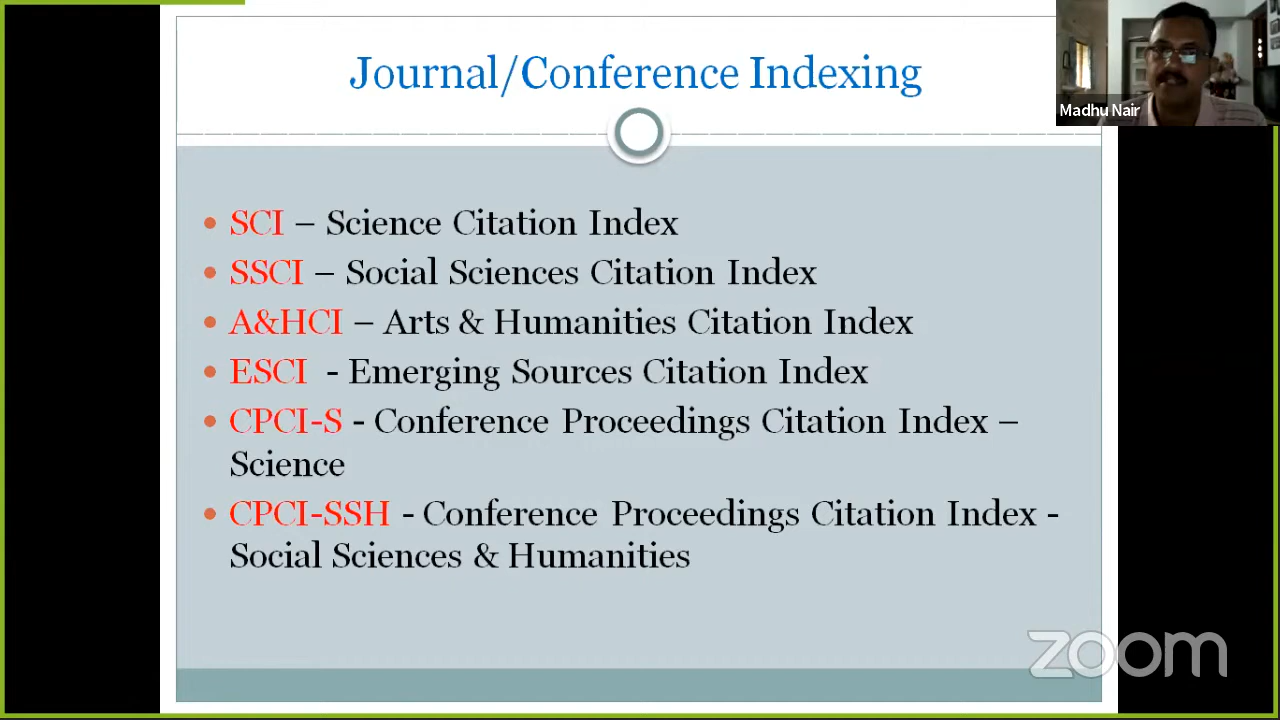 Journal/Conference Indexing
Madhu Nair
• SCI – Science Citation Index
• SSCI – Social Sciences Citation Index
• A&HCI – Arts & Humanities Citation Index
• ESCI - Emerging Sources Citation Index
• CPCI-S - Conference Proceedings Citation Index –
Science
• CPCI-SSH - Conference Proceedings Citation Index -
Social Sciences & Humanities
zoom